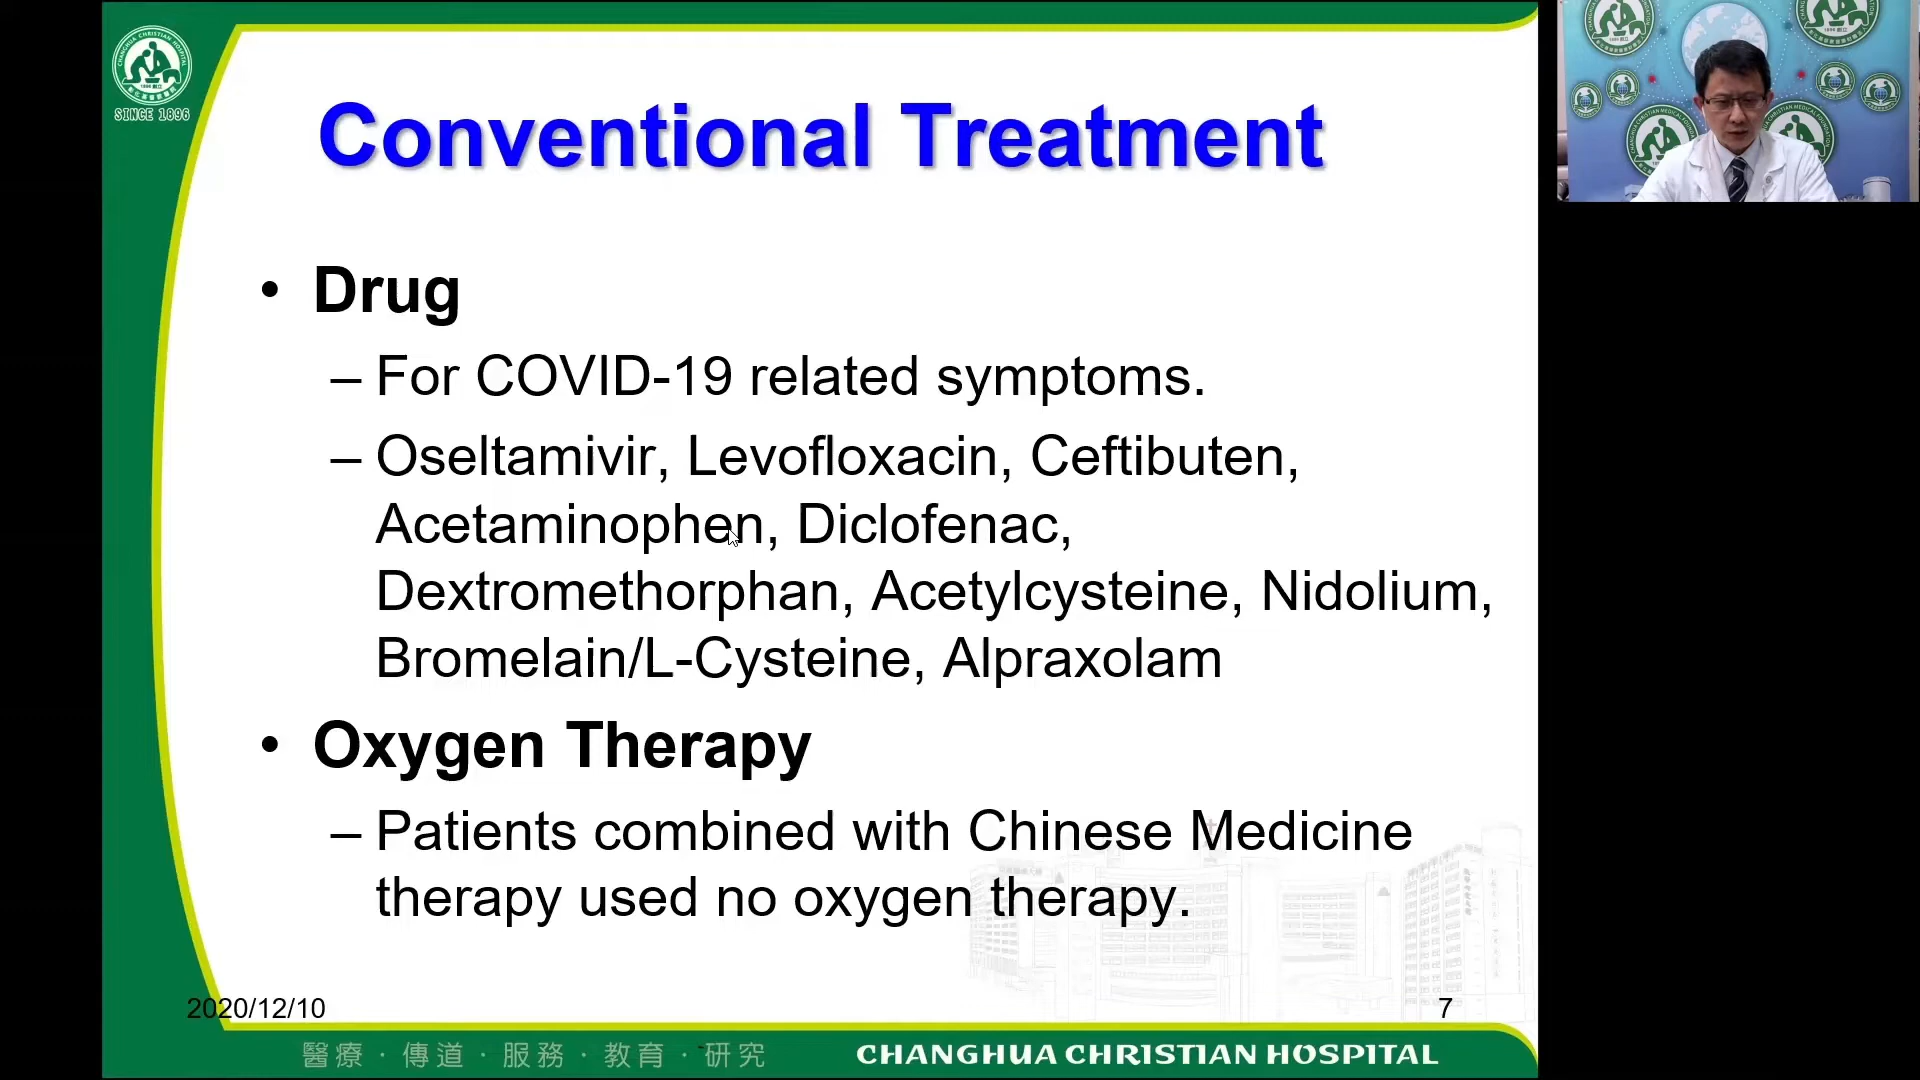 CHANGHUA CHRISTIAN HOSPITAL
SINCE 1896
Conventional Treatment
• Drug
– For COVID-19 related symptoms.
– Oseltamivir, Levofloxacin, Ceftibuten,
Acetaminophen, Diclofenac,
Dextromethorphan, Acetylcysteine, Nidolium,
Bromelain/L-Cysteine, Alpraxolam
• Oxygen Therapy
– Patients combined with Chinese Medicine
therapy used no oxygen therapy.
2020/12/10
7
醫療 · 傳道 · 服務 · 教育 · 研究
CHANGHUA CHRISTIAN HOSPITAL